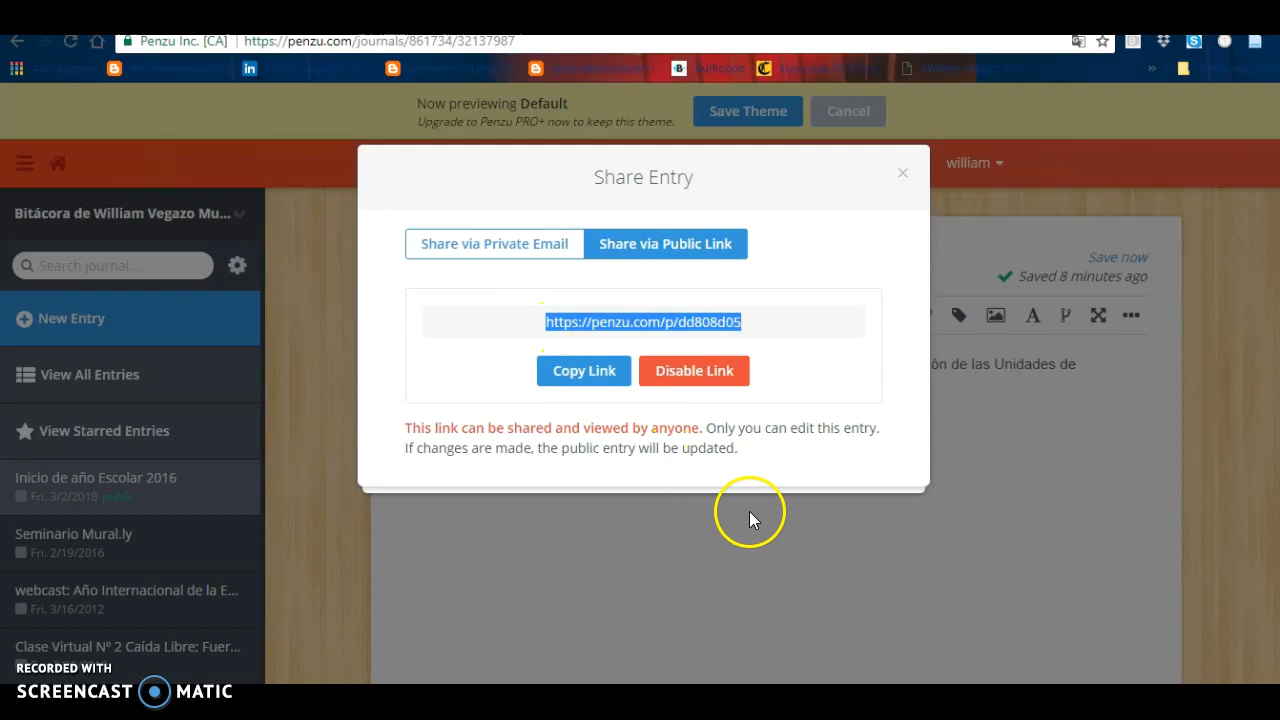 Penzu Inc. [CA] https://penzu.com/journals/861734/32137987
Now previewing Default
Upgrade to Penzu PRO+ now to keep this theme.
Save Theme
Cancel
william
Share Entry
×
Bitácora de William Vegazo Mu...
Search journal...
Share via Private Email
Share via Public Link
Save now
Saved 8 minutes ago
New Entry
https://penzu.com/p/dd808d05
Copy Link
Disable Link
ón de las Unidades de
View All Entries
View Starred Entries
This link can be shared and viewed by anyone. Only you can edit this entry.
If changes are made, the public entry will be updated.
Inicio de año Escolar 2016
Fri. 3/2/2018 public
Seminario Mural.ly
Fri. 2/19/2016
webcast: Año Internacional de la E...
Fri, 3/16/2012
Clase Virtual Nº 2 Caída Libre; Fuer...
RECORDED WITH
SCREENCAST MATIC